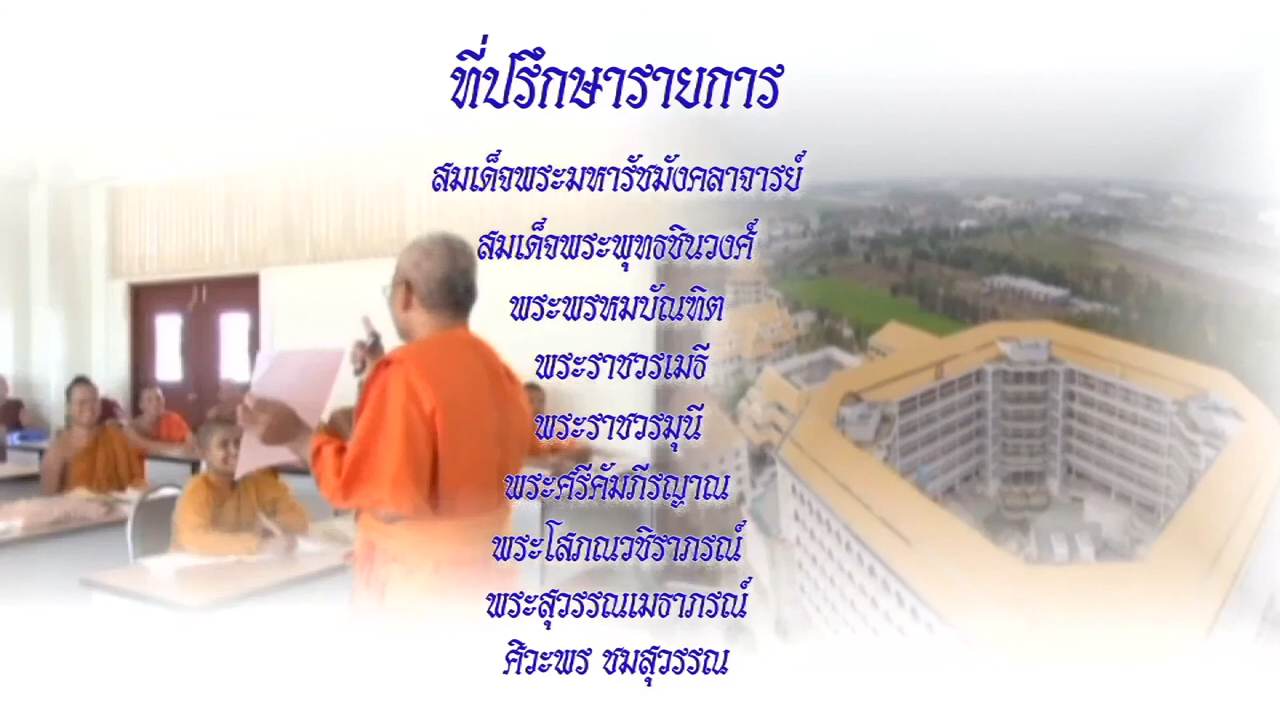 ที่ปรึกษารายการ
สมเด็จพระมหารัชมังคลาจารย์
สมเด็จพระพุทธชินวงศ์
พระพรหมบัณฑิต
พระราชวรเมธี
พระราชวรมุนี
พระศรีคัมภีรญาณ
พระโสภณวชิราภรณ์
พระสุวรรณเมธาภรณ์
ศิวะพร ชมสุวรรณ